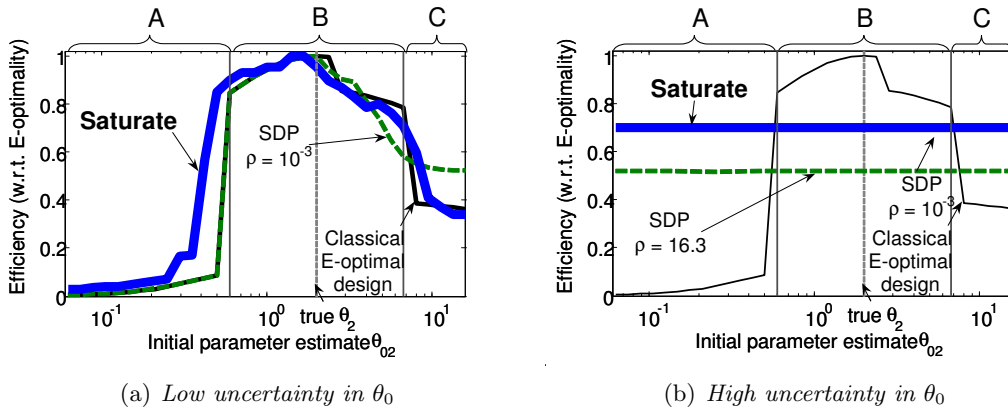 A B C
Efficiency (w.r.t. E-optimality)
1
0.8
0.6
0.4
0.2
0
Saturate
SDP
ρ = 10⁻³
Classical
E-optimal
design
10⁻¹ 10⁰ 10¹
true θ₂
Initial parameter estimateθ₀₂
(a) Low uncertainty in θ₀
A B C
Efficiency (w.r.t. E-optimality)
1
0.8
0.6
0.4
0.2
0
Saturate
SDP
ρ = 16.3
SDP
ρ = 10⁻³
Classical
E-optimal
design
10⁻¹ 10⁰ 10¹
true θ₂
Initial parameter estimateθ₀₂
(b) High uncertainty in θ₀